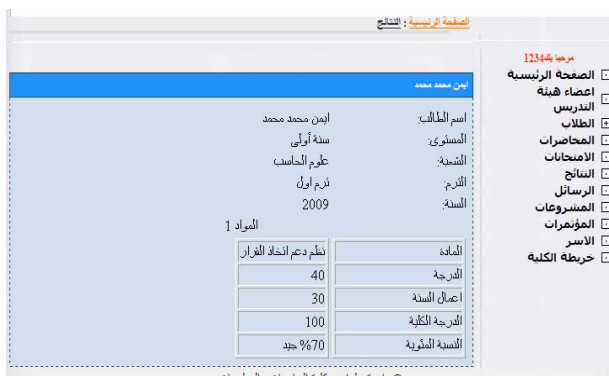 الصفحة الرئيسية : النتائج
مرحبا بك1234
الصفحة الرئيسية
اعضاء هيئة
التدريس
الطلاب
المحاضرات
الامتحانات
النتائج
الرسائل
المشروعات
المؤتمرات
الاسر
خريطة الكلية
ايمن محمد محمد
اسم الطالب: ايمن محمد محمد
المستوى: سنة أولى
الشعبة: علوم الحاسب
الترم: ترم اول
السنة: 2009
المواد 1
المادة نظم دعم اتخاذ القرار
الدرجة 40
اعمال السنة 30
الدرجة الكلية 100
النسبة المئوية 70% جيد